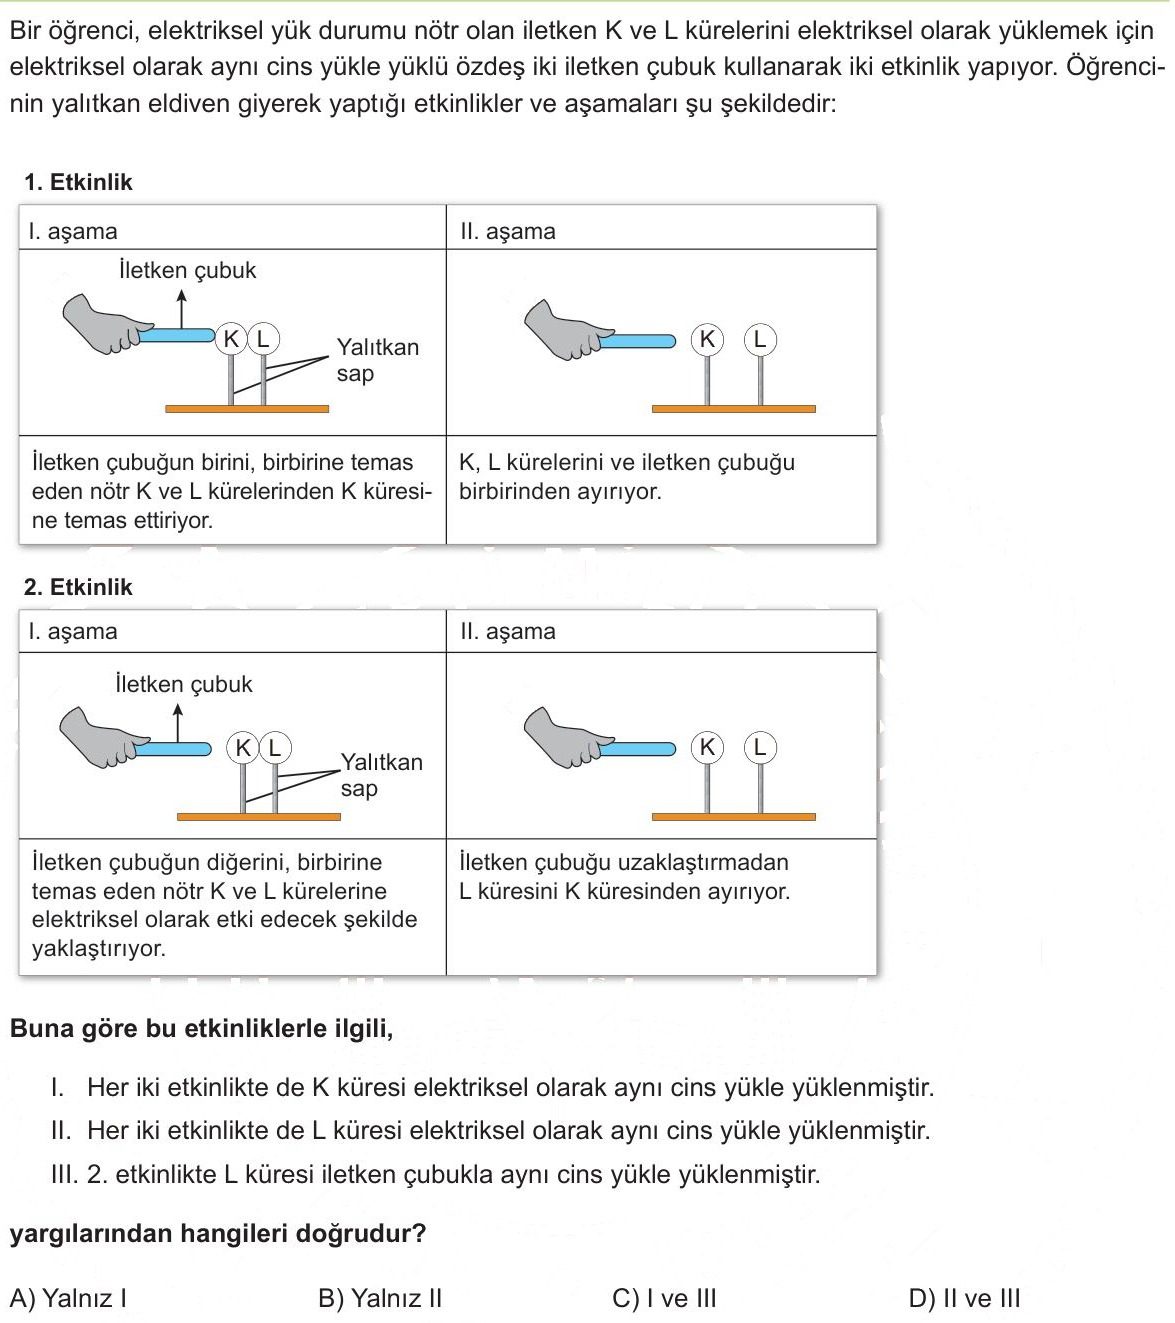 Bir öğrenci, elektriksel yük durumu nötr olan iletken K ve L kürelerini elektriksel olarak yüklemek için
elektriksel olarak aynı cins yükle yüklü özdeş iki iletken çubuk kullanarak iki etkinlik yapıyor. Öğrenci-
nin yalıtkan eldiven giyerek yaptığı etkinlikler ve aşamaları şu şekildedir:
1. Etkinlik
I. aşama
II. aşama
İletken çubuk
K L
Yalıtkan
sap
K L
İletken çubuğun birini, birbirine temas
eden nötr K ve L kürelerinden K küresi-
ne temas ettiriyor.
K, L kürelerini ve iletken çubuğu
birbirinden ayırıyor.
2. Etkinlik
I. aşama
II. aşama
İletken çubuk
K L
Yalıtkan
sap
K L
İletken çubuğun diğerini, birbirine
temas eden nötr K ve L kürelerine
elektriksel olarak etki edecek şekilde
yaklaştırıyor.
İletken çubuğu uzaklaştırmadan
L küresini K küresinden ayırıyor.
Buna göre bu etkinliklerle ilgili,
I. Her iki etkinlikte de K küresi elektriksel olarak aynı cins yükle yüklenmiştir.
II. Her iki etkinlikte de L küresi elektriksel olarak aynı cins yükle yüklenmiştir.
III. 2. etkinlikte L küresi iletken çubukla aynı cins yükle yüklenmiştir.
yargılarından hangileri doğrudur?
A) Yalnız I B) Yalnız II C) I ve III D) II ve III